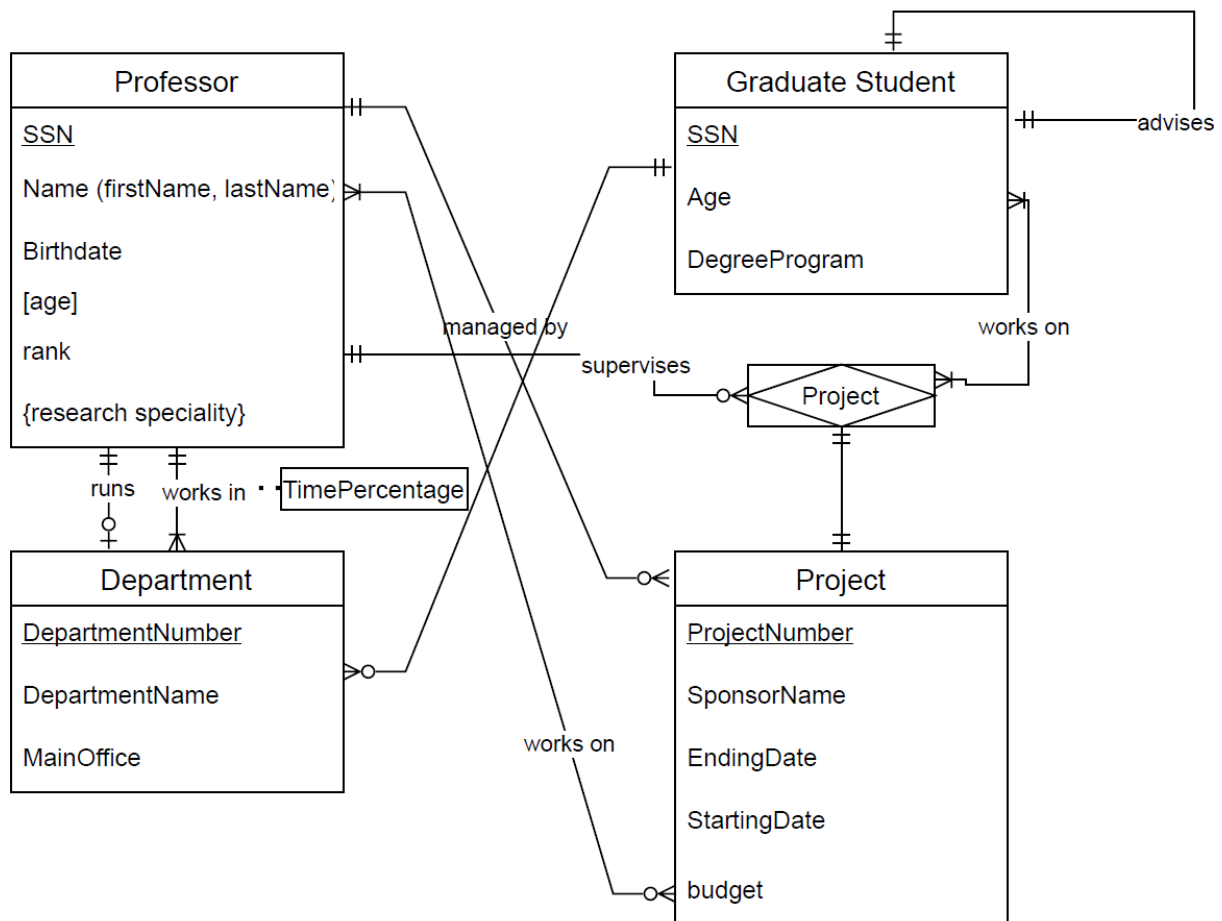 Professor
SSN
Name (firstName, lastName)
Birthdate
[age]
rank
{research speciality}
Graduate Student
SSN
Age
DegreeProgram
advises
managed by
supervises
works on
Project
runs
works in
TimePercentage
Department
DepartmentNumber
DepartmentName
MainOffice
works on
Project
ProjectNumber
SponsorName
EndingDate
StartingDate
budget